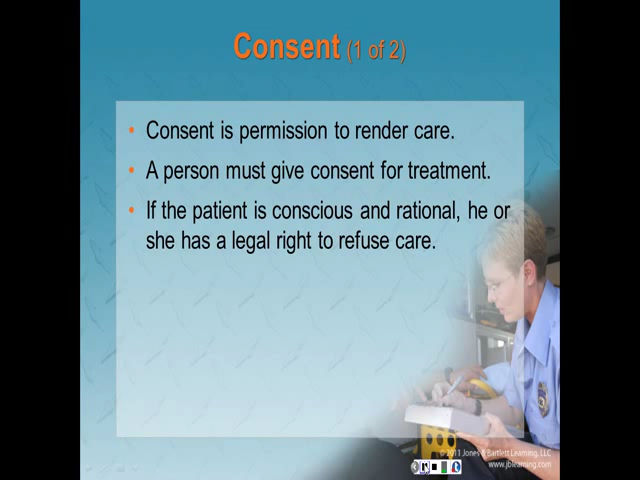 Consent (1 of 2)
• Consent is permission to render care.
• A person must give consent for treatment.
• If the patient is conscious and rational, he or
she has a legal right to refuse care.
© 2011 Jones & Bartlett Learning, LLC
www.jblearning.com